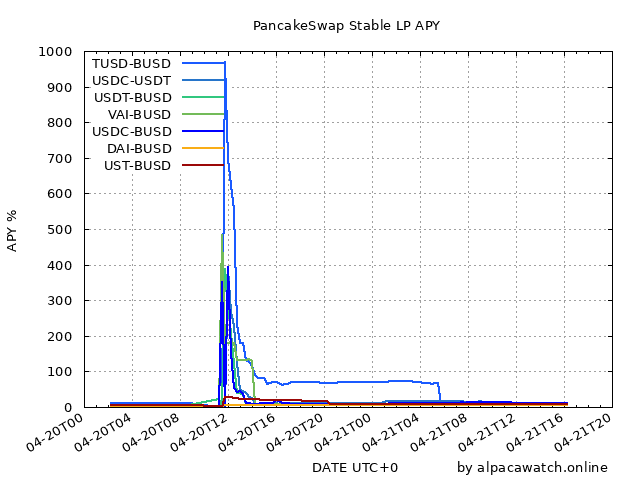 PancakeSwap Stable LP APY
1000
900
800
700
600
500
400
300
200
100
0
APY %
TUSD-BUSD
USDC-USDT
USDT-BUSD
VAI-BUSD
USDC-BUSD
DAI-BUSD
UST-BUSD
04-20T00
04-20T04
04-20T08
04-20T12
04-20T16
04-20T20
04-21T00
04-21T04
04-21T08
04-21T12
04-21T16
04-21T20
DATE UTC+0
by alpacawatch.online